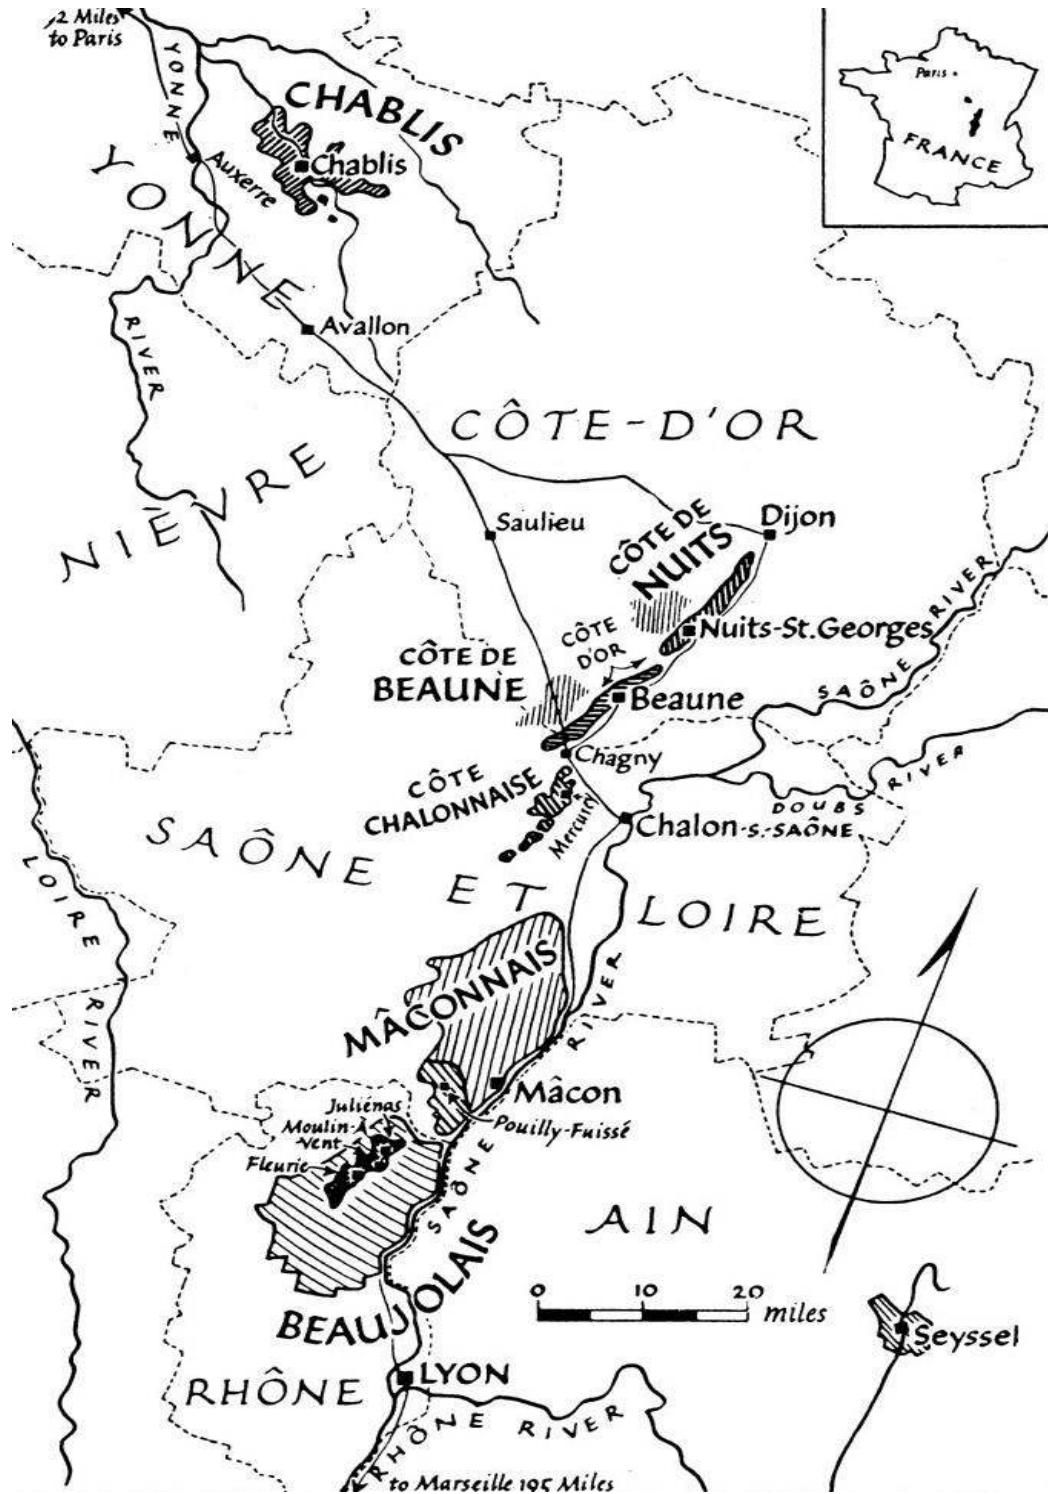 2 Miles
to Paris
YONNE
CHABLIS
Chablis
Auxerre
YONNE
Paris
FRANCE
RIVER
Avallon
CÔTE-D'OR
NIÈVRE
Saulieu
Dijon
CÔTE DE
NUITS
Nuits-St.Georges
CÔTE
D'OR
CÔTE DE
BEAUNE
Beaune
SAÔNE RIVER
Chagny
CÔTE
CHALONNAISE
Mercurey
DOUBS RIVER
Chalon-s.-SAÔNE
SAÔNE ET LOIRE
LOIRE RIVER
MÂCONNAIS
RIVER
Mâcon
Pouilly-Fuissé
Juliénas
Moulin-À-
Vent
Fleurie
SAÔNE
AIN
BEAUJOLAIS
0 10 20
miles
Seyssel
RHÔNE
LYON
RHÔNE RIVER
to Marseille 195 Miles